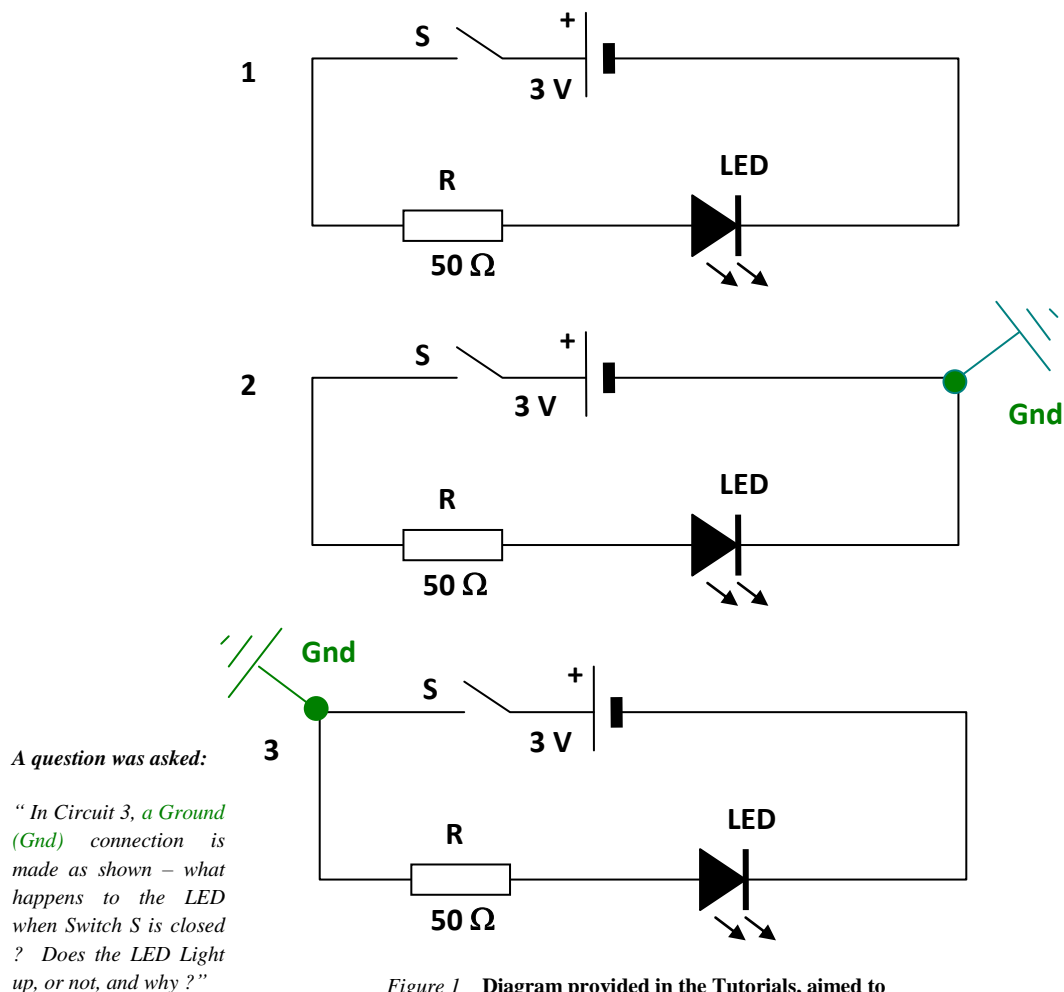 +
S
1
3 V
LED
R
50 Ω
+
S
2
3 V
Gnd
LED
R
50 Ω
Gnd
+
S
3
3 V
A question was asked:
“ In Circuit 3, a Ground
(Gnd) connection is
made as shown – what
happens to the LED
when Switch S is closed
? Does the LED Light
up, or not, and why ?”
LED
R
50 Ω
Figure 1 Diagram provided in the Tutorials, aimed to